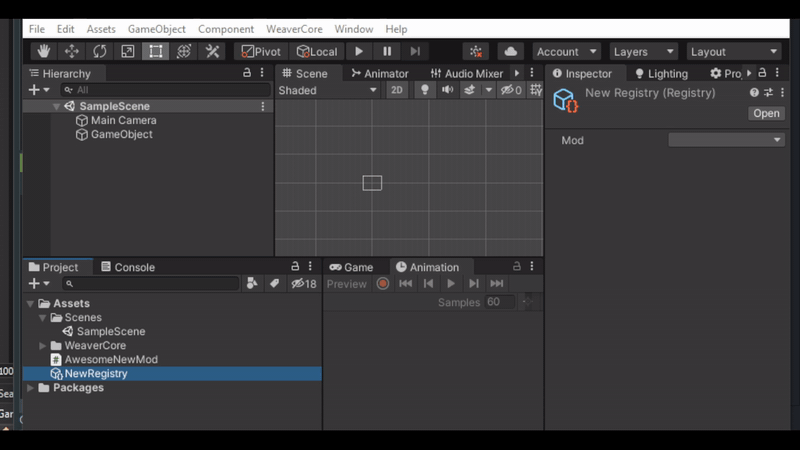 File Edit Assets GameObject Component WeaverCore Window Help
Pivot Local Account Layers Layout
Hierarchy Scene Animator Audio Mixer Inspector Lighting Pro
All Shaded 2D 0 New Registry (Registry)
SampleScene Open
Main Camera
GameObject
Mod
Project Console Game Animation
18 Preview
Samples 60
Assets
Scenes
SampleScene
WeaverCore
# AwesomeNewMod
NewRegistry
Packages
100
Sea
Gar